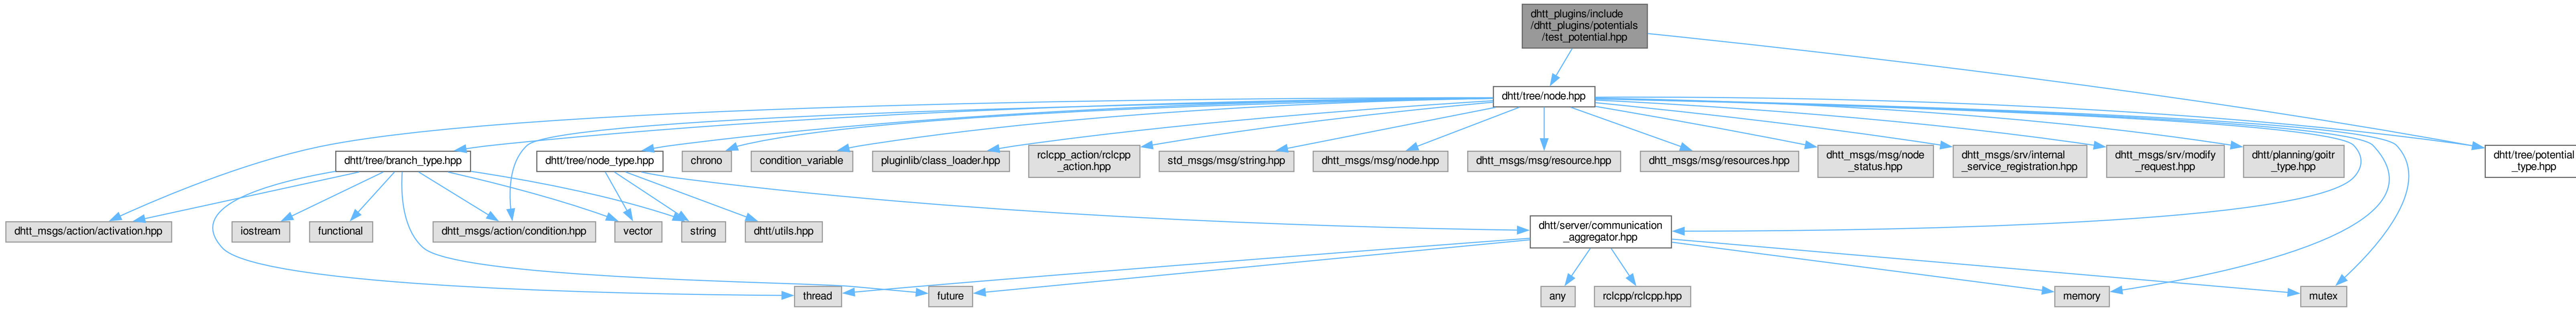 dhtt_plugins/include
/dhtt_plugins/potentials
/test_potential.hpp
dhtt/tree/node.hpp
dhtt/tree/branch_type.hpp
dhtt/tree/node_type.hpp
chrono
condition_variable
pluginlib/class_loader.hpp
rclcpp_action/rclcpp
_action.hpp
std_msgs/msg/string.hpp
dhtt_msgs/msg/node.hpp
dhtt_msgs/msg/resource.hpp
dhtt_msgs/msg/resources.hpp
dhtt_msgs/msg/node
_status.hpp
dhtt_msgs/srv/internal
_service_registration.hpp
dhtt_msgs/srv/modify
_request.hpp
dhtt/planning/goitr
_type.hpp
dhtt/tree/potential
_type.hpp
dhtt_msgs/action/activation.hpp
iostream
functional
dhtt_msgs/action/condition.hpp
vector
string
dhtt/utils.hpp
dhtt/server/communication
_aggregator.hpp
thread
future
any
rclcpp/rclcpp.hpp
memory
mutex